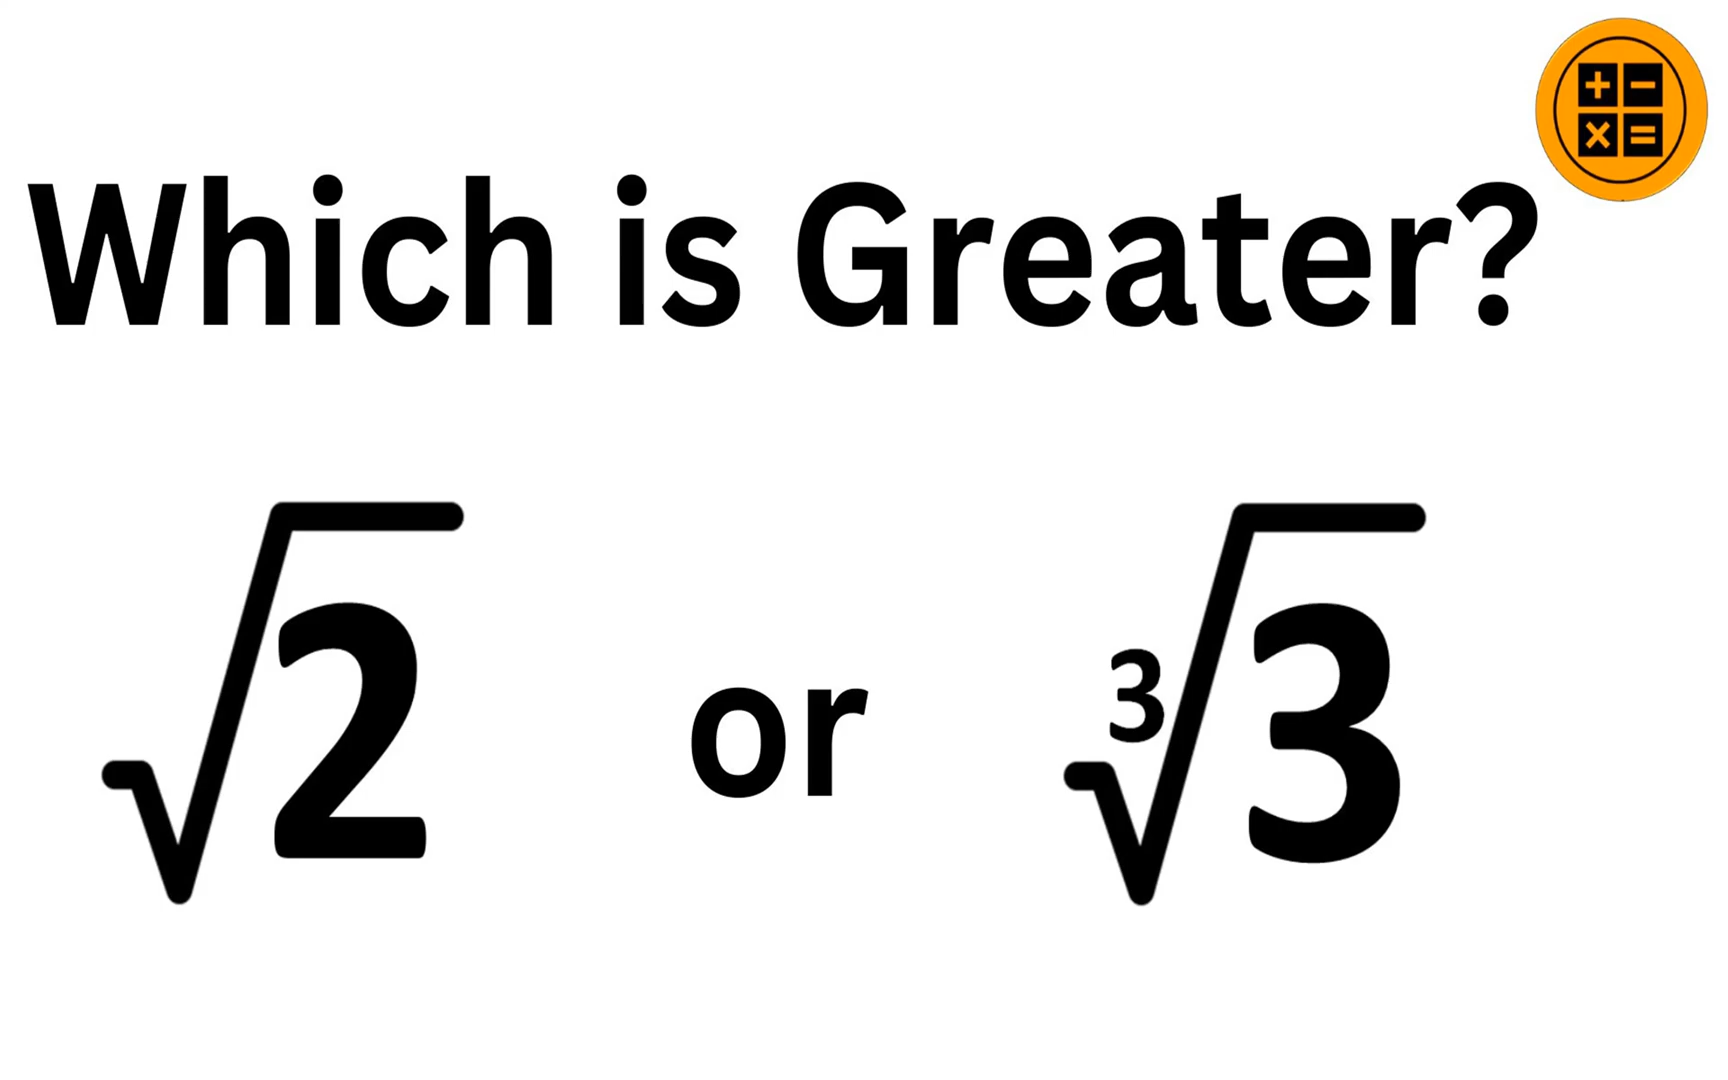 Which is Greater?
√2 or ∛3